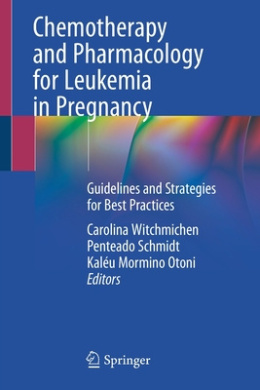 Chemotherapy
and Pharmacology
for Leukemia
in Pregnancy
Guidelines and Strategies
for Best Practices
Carolina Witchmichen
Penteado Schmidt
Kaléu Mormino Otoni
Editors
Springer